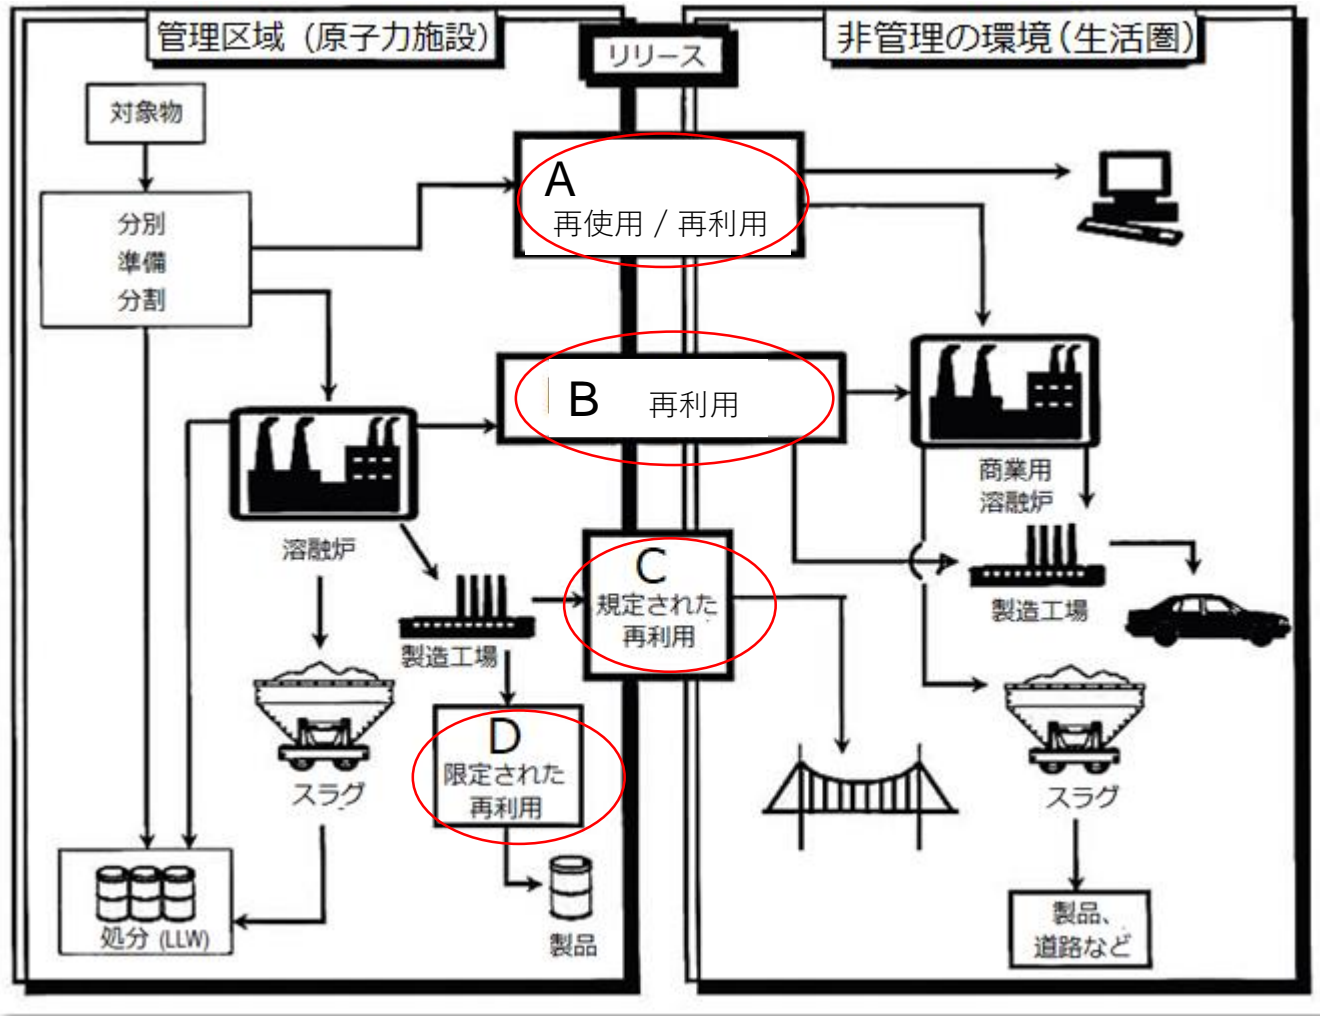 管理区域 (原子力施設)
リリース
非管理の環境(生活圏)
対象物
分別
準備
分割
A
再使用 / 再利用
B 再利用
商業用
溶融炉
溶融炉
C
規定された
再利用
製造工場
製造工場
D
限定された
再利用
スラグ
スラグ
処分 (LLW)
製品
製品、
道路など